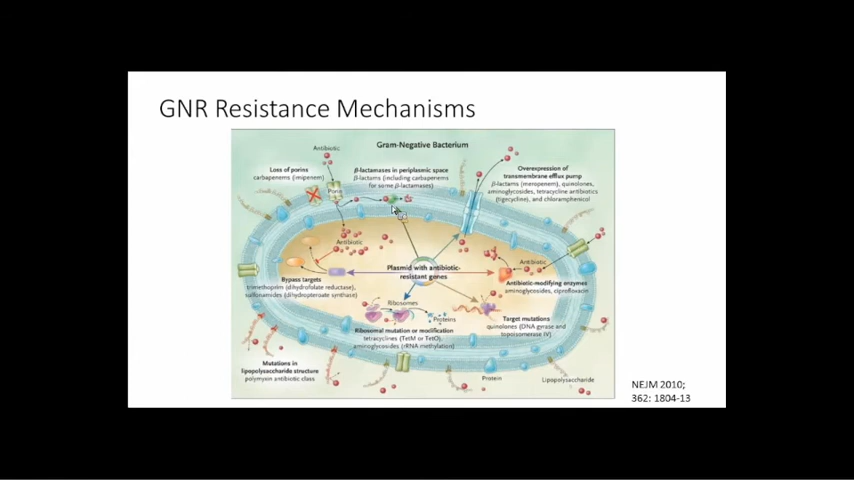 GNR Resistance Mechanisms
Gram-Negative Bacterium
Antibiotic
Loss of porins
carbapenems (imipenem)
Porin
β-lactamases in periplasmic space
β-lactams (including carbapenems
for some β-lactamases)
Overexpression of
transmembrane efflux pump
β-lactams (meropenem), quinolones,
aminoglycosides, tetracycline antibiotics
(tigecycline), and chloramphenicol
Antibiotic
Antibiotic
Plasmid with antibiotic-
resistant genes
Bypass targets
trimethoprim (dihydrofolate reductase),
sulfonamides (dihydropteroate synthase)
Antibiotic-modifying enzymes
aminoglycosides, ciprofloxacin
Ribosomes
Proteins
Ribosomal mutation or modification
tetracyclines (TetM or TetO),
aminoglycosides (rRNA methylation)
Target mutations
quinolones (DNA gyrase and
topoisomerase IV)
Mutations in
lipopolysaccharide structure
polymyxin antibiotic class
Protein
Lipopolysaccharide
NEJM 2010;
362: 1804-13